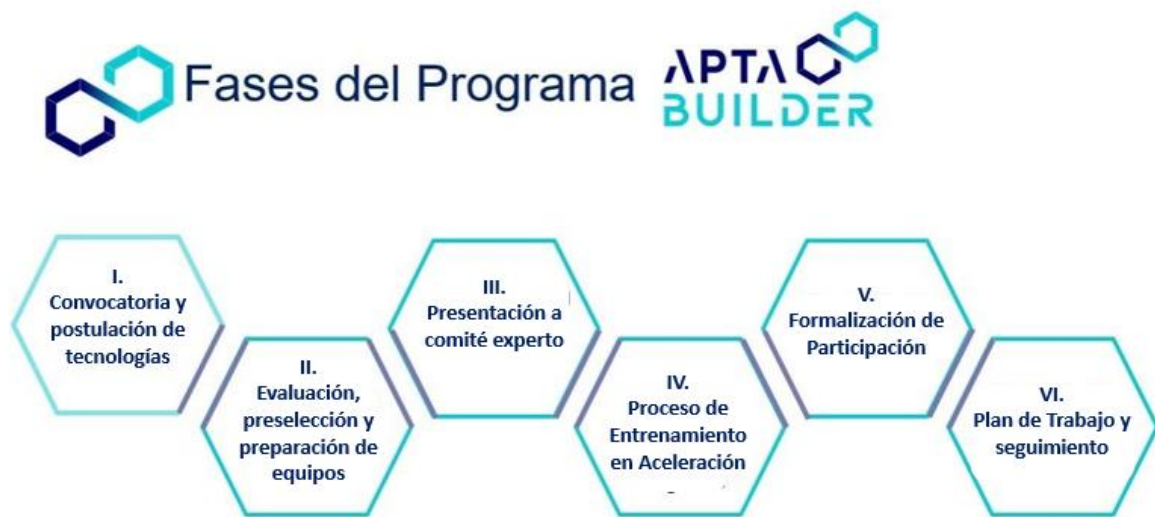 Fases del Programa
APTA
BUILDER
I.
Convocatoria y
postulación de
tecnologías
II.
Evaluación,
preselección y
preparación de
equipos
III.
Presentación a
comité experto
IV.
Proceso de
Entrenamiento
en Aceleración
V.
Formalización de
Participación
VI.
Plan de Trabajo y
seguimiento